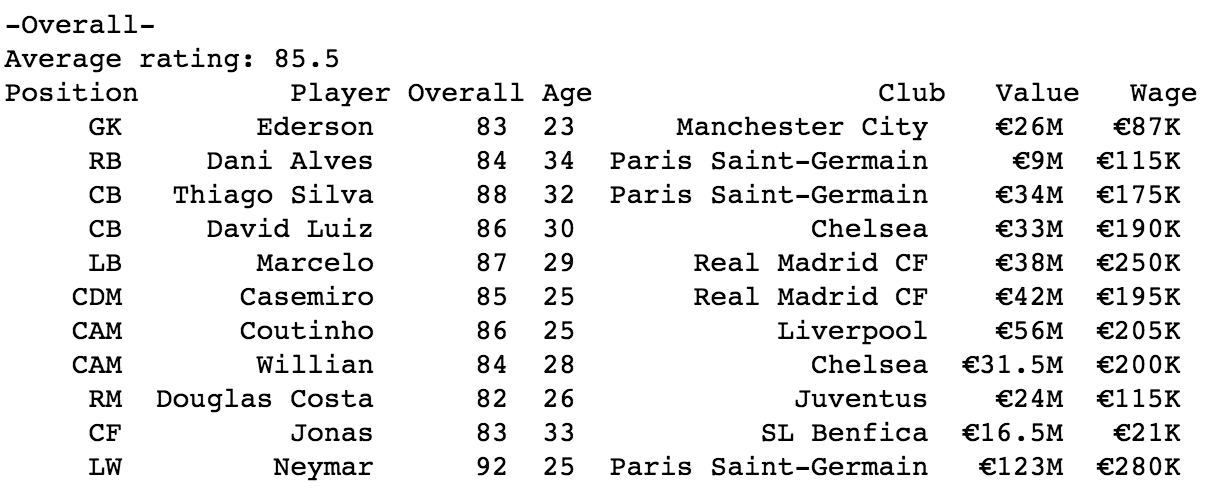 -Overall-
Average rating: 85.5
Position Player Overall Age Club Value Wage
GK Ederson 83 23 Manchester City €26M €87K
RB Dani Alves 84 34 Paris Saint-Germain €9M €115K
CB Thiago Silva 88 32 Paris Saint-Germain €34M €175K
CB David Luiz 86 30 Chelsea €33M €190K
LB Marcelo 87 29 Real Madrid CF €38M €250K
CDM Casemiro 85 25 Real Madrid CF €42M €195K
CAM Coutinho 86 25 Liverpool €56M €205K
CAM Willian 84 28 Chelsea €31.5M €200K
RM Douglas Costa 82 26 Juventus €24M €115K
CF Jonas 83 33 SL Benfica €16.5M €21K
LW Neymar 92 25 Paris Saint-Germain €123M €280K